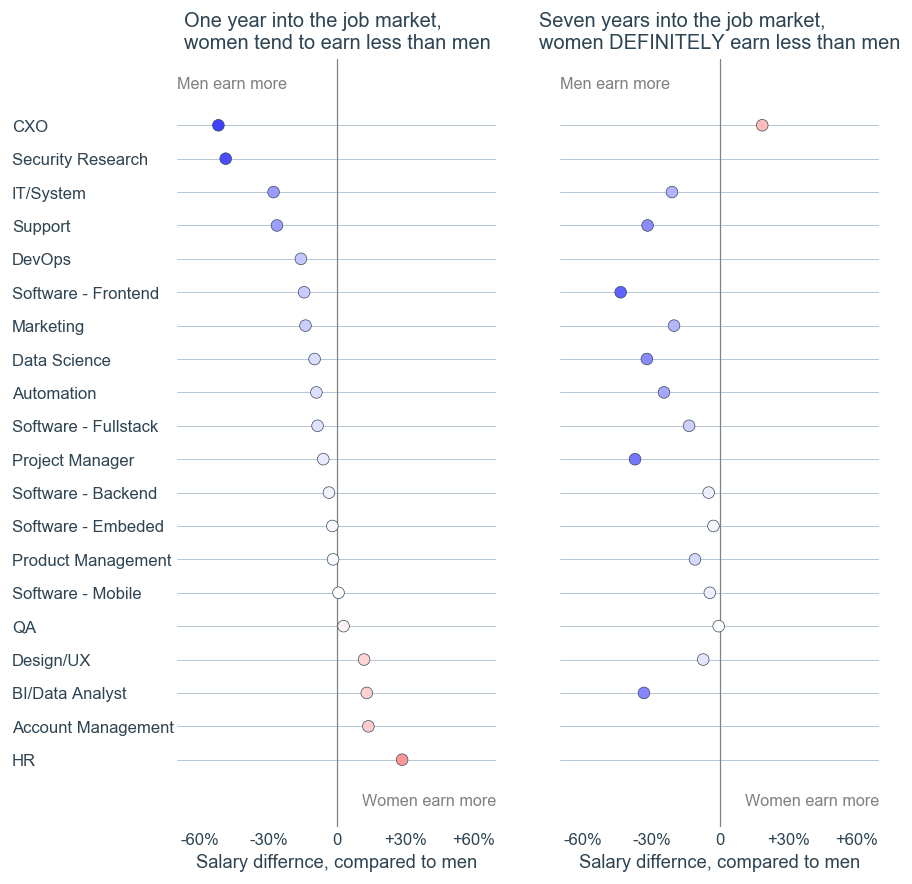 One year into the job market,
women tend to earn less than men
Seven years into the job market,
women DEFINITELY earn less than men
Men earn more
Men earn more
CXO
Security Research
IT/System
Support
DevOps
Software - Frontend
Marketing
Data Science
Automation
Software - Fullstack
Project Manager
Software - Backend
Software - Embeded
Product Management
Software - Mobile
QA
Design/UX
BI/Data Analyst
Account Management
HR
Women earn more
Women earn more
-60% -30% 0 +30% +60%
-60% -30% 0 +30% +60%
Salary differnce, compared to men
Salary differnce, compared to men